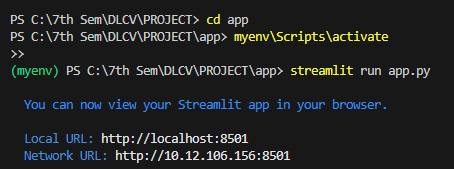 PS C:\7th Sem\DLCV\PROJECT> cd app
PS C:\7th Sem\DLCV\PROJECT\app> myenv\Scripts\activate
>>
(myenv) PS C:\7th Sem\DLCV\PROJECT\app> streamlit run app.py
You can now view your Streamlit app in your browser.
Local URL: http://localhost:8501
Network URL: http://10.12.106.156:8501